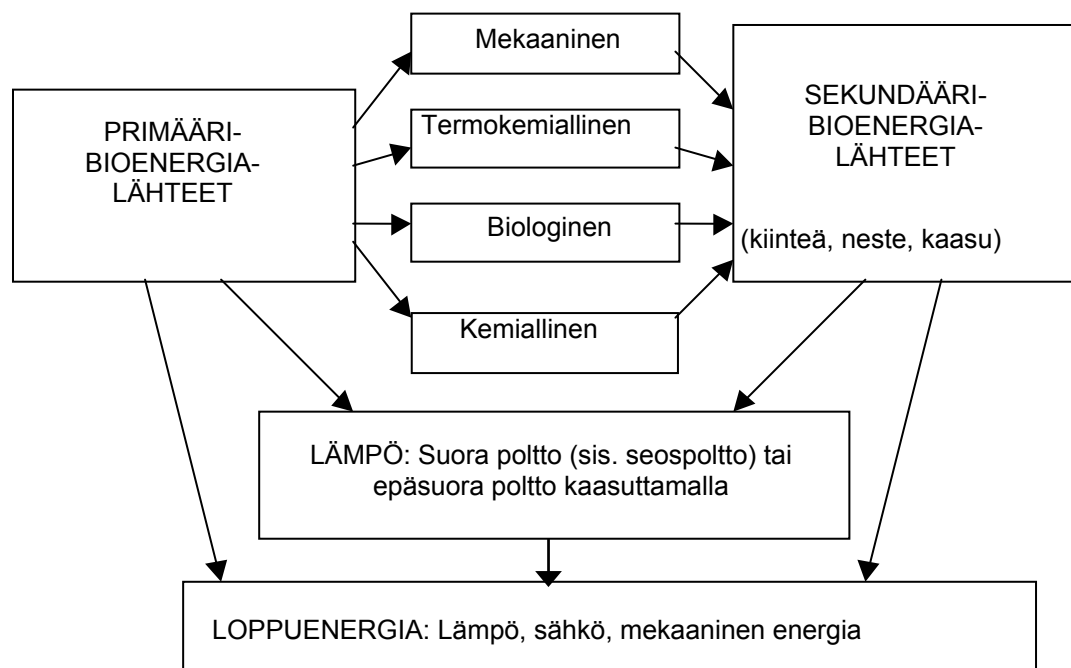 PRIMÄÄRI-
BIOENERGIA-
LÄHTEET
Mekaaninen
Termokemiallinen
Biologinen
Kemiallinen
SEKUNDÄÄRI-
BIOENERGIA-
LÄHTEET
(kiinteä, neste, kaasu)
LÄMPÖ: Suora poltto (sis. seospoltto) tai
epäsuora poltto kaasuttamalla
LOPPUENERGIA: Lämpö, sähkö, mekaaninen energia